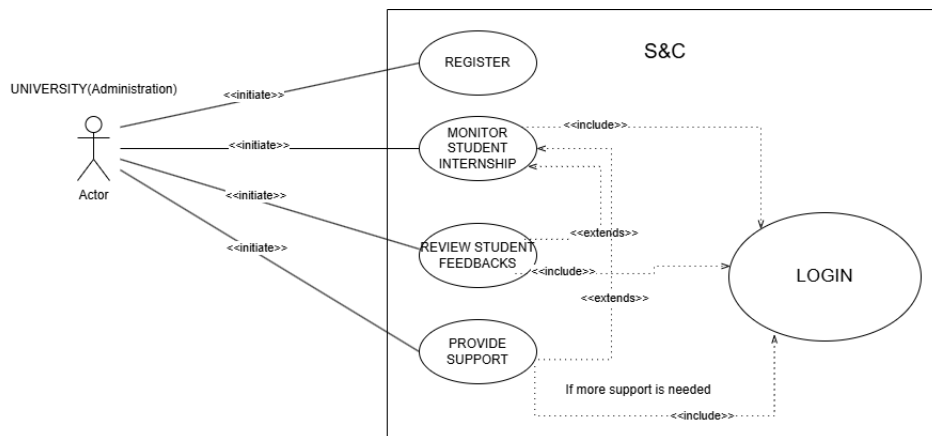 S&C
REGISTER
UNIVERSITY(Administration)
<<initiate>>
<<include>>
MONITOR
STUDENT
INTERNSHIP
<<initiate>>
Actor
<<initiate>>
<<extends>>
REVIEW STUDENT
FEEDBACKS
<<initiate>>
<<include>>
LOGIN
<<extends>>
PROVIDE
SUPPORT
If more support is needed
<<include>>